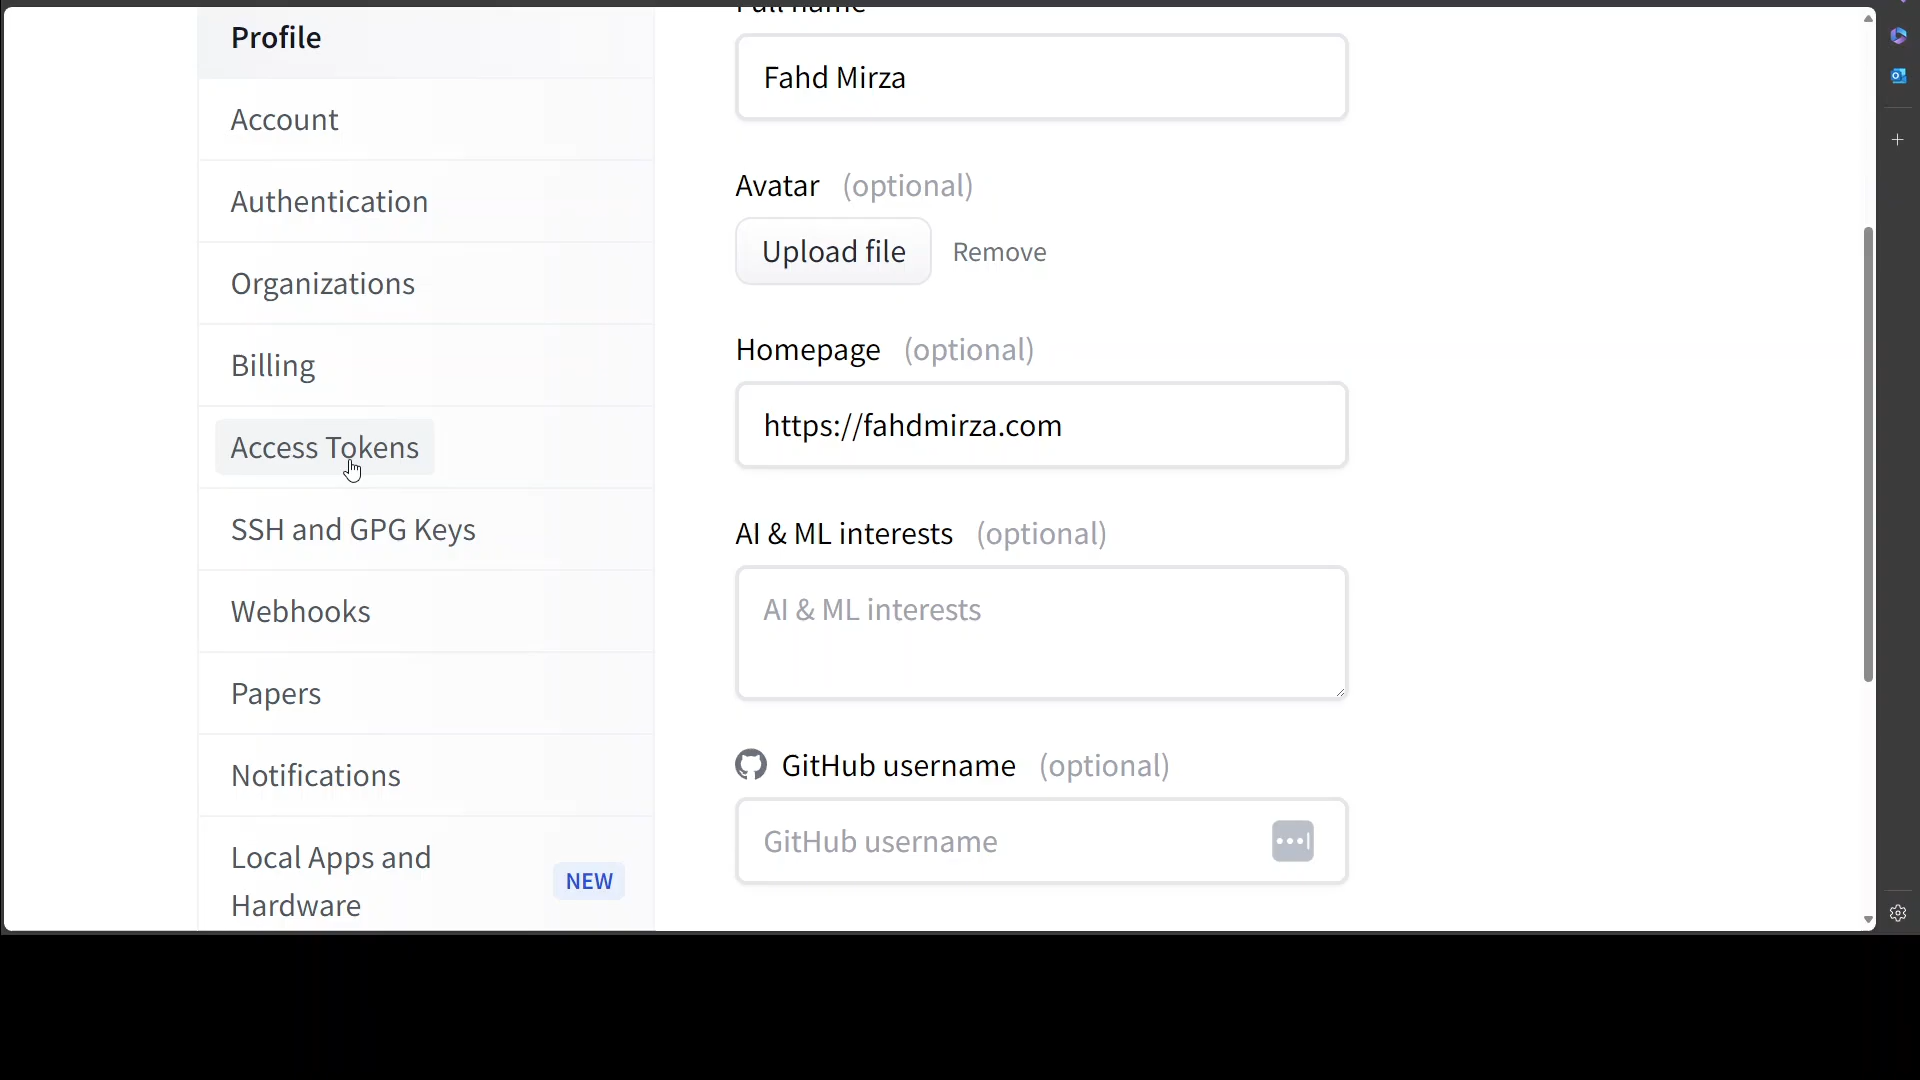 Profile
Account
Authentication
Organizations
Billing
Access Tokens
SSH and GPG Keys
Webhooks
Papers
Notifications
Local Apps and
Hardware
NEW
Full name
Fahd Mirza
Avatar (optional)
Upload file Remove
Homepage (optional)
https://fahdmirza.com
AI & ML interests (optional)
AI & ML interests
GitHub username (optional)
GitHub username